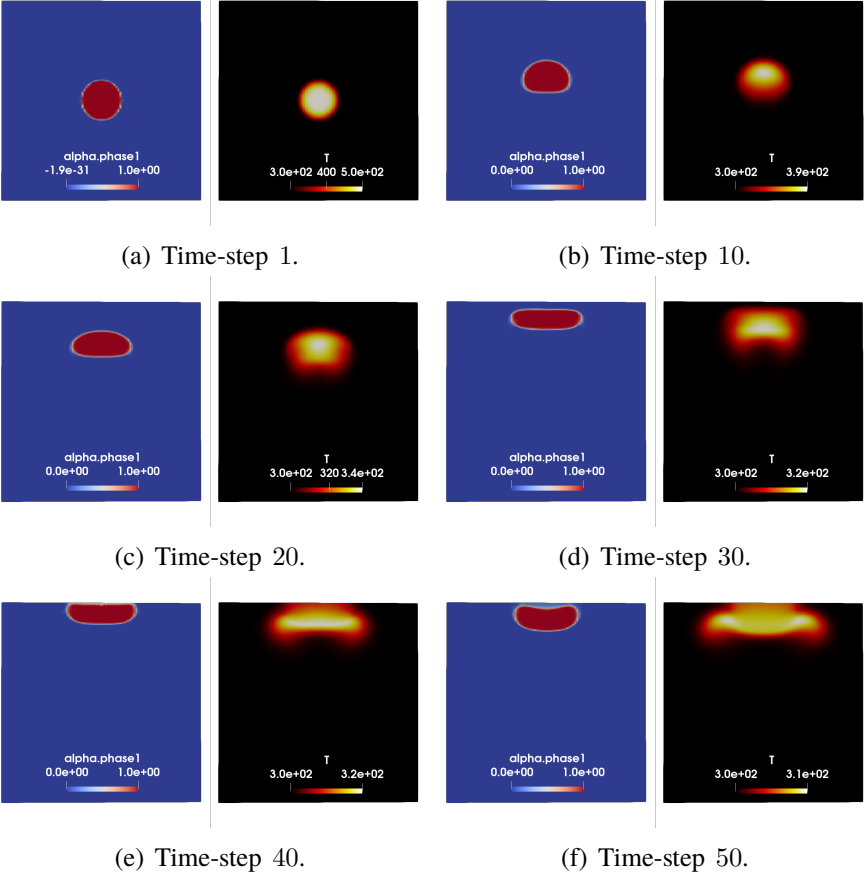 alpha.phase1
-1.9e-31 1.0e+00
T
3.0e+02 400 5.0e+02
alpha.phase1
0.0e+00 1.0e+00
T
3.0e+02 3.9e+02
(a) Time-step 1.
(b) Time-step 10.
alpha.phase1
0.0e+00 1.0e+00
T
3.0e+02 320 3.4e+02
alpha.phase1
0.0e+00 1.0e+00
T
3.0e+02 3.2e+02
(c) Time-step 20.
(d) Time-step 30.
alpha.phase1
0.0e+00 1.0e+00
T
3.0e+02 3.2e+02
alpha.phase1
0.0e+00 1.0e+00
T
3.0e+02 3.1e+02
(e) Time-step 40.
(f) Time-step 50.